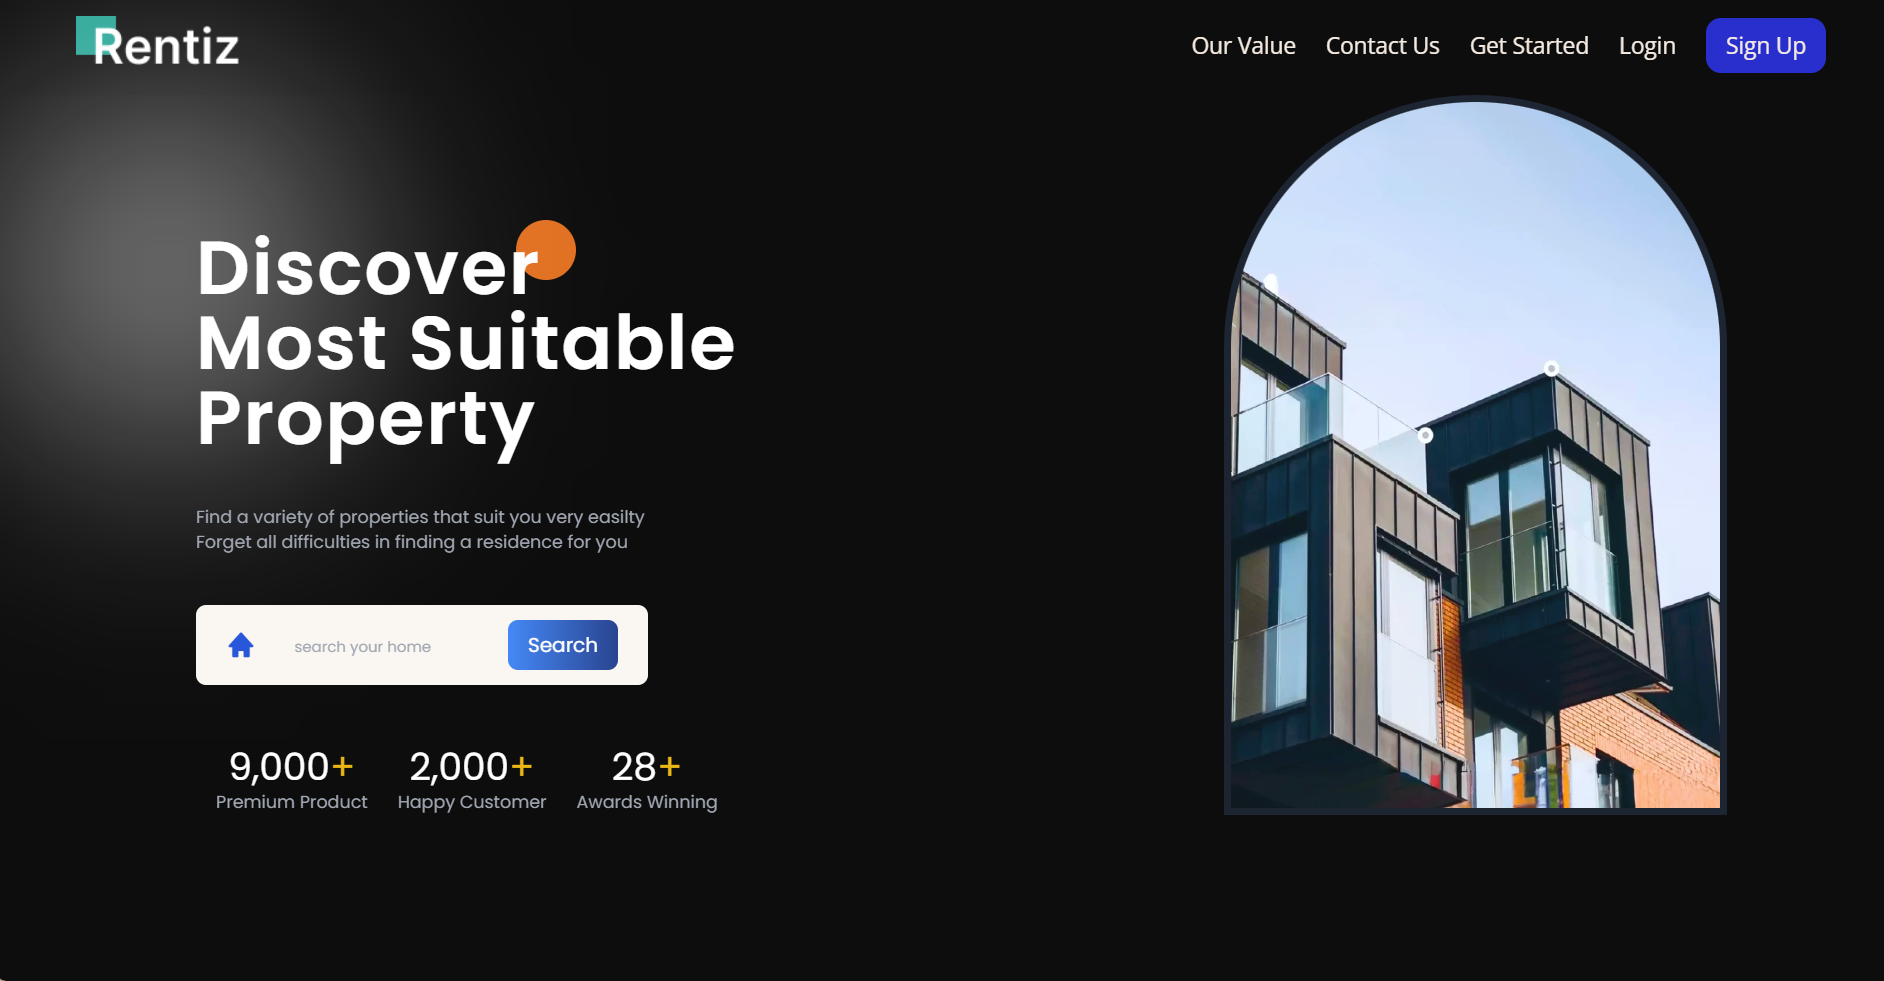 Rentiz
Our Value
Contact Us
Get Started
Login
Sign Up
Discover
Most Suitable
Property
Find a variety of properties that suit you very easilty
Forget all difficulties in finding a residence for you
search your home
Search
9,000+ 2,000+ 28+
Premium Product Happy Customer Awards Winning